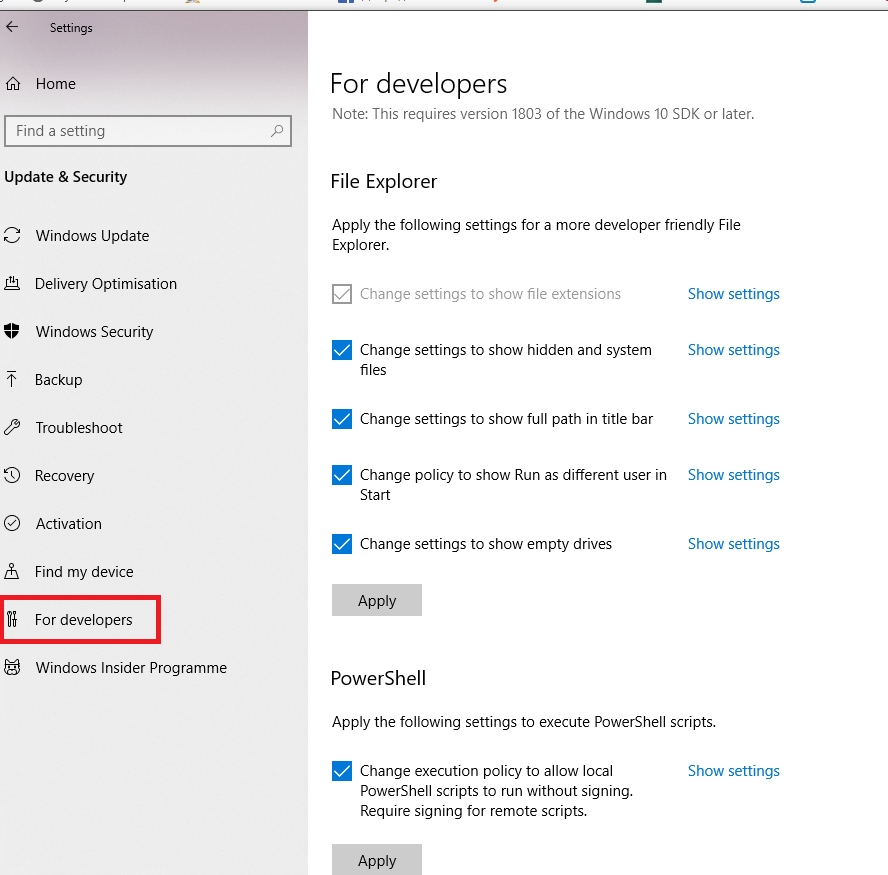 Settings
Home
Find a setting
Update & Security
Windows Update
Delivery Optimisation
Windows Security
Backup
Troubleshoot
Recovery
Activation
Find my device
For developers
Windows Insider Programme
For developers
Note: This requires version 1803 of the Windows 10 SDK or later.
File Explorer
Apply the following settings for a more developer friendly File
Explorer.
Change settings to show file extensions Show settings
Change settings to show hidden and system Show settings
files
Change settings to show full path in title bar Show settings
Change policy to show Run as different user in Show settings
Start
Change settings to show empty drives Show settings
Apply
PowerShell
Apply the following settings to execute PowerShell scripts.
Change execution policy to allow local Show settings
PowerShell scripts to run without signing.
Require signing for remote scripts.
Apply